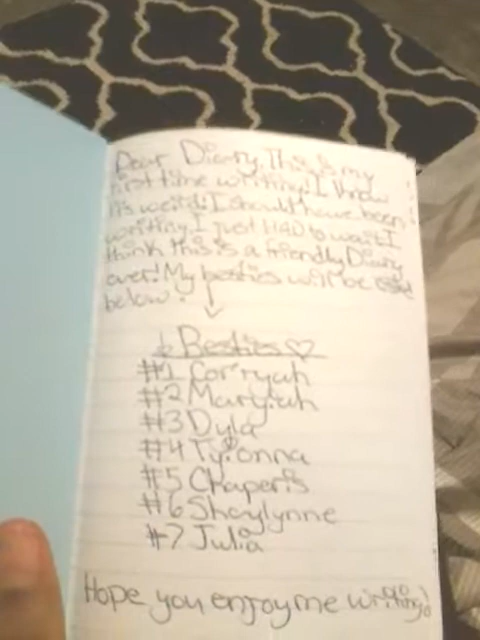 Dear Diary, This is my
first time writing! I know
it's weird! I should have been
writing, I just HAD to wait I
think this is a friendly Diary
over! My besties will be
below!
Besties ♡
#1 Cor'ryah
#2 Mary
#3 Dyla
#4 Ty'onna
#5 Chaperis
#6 Shaylynne
#7 Julia
Hope you enjoy me writing!